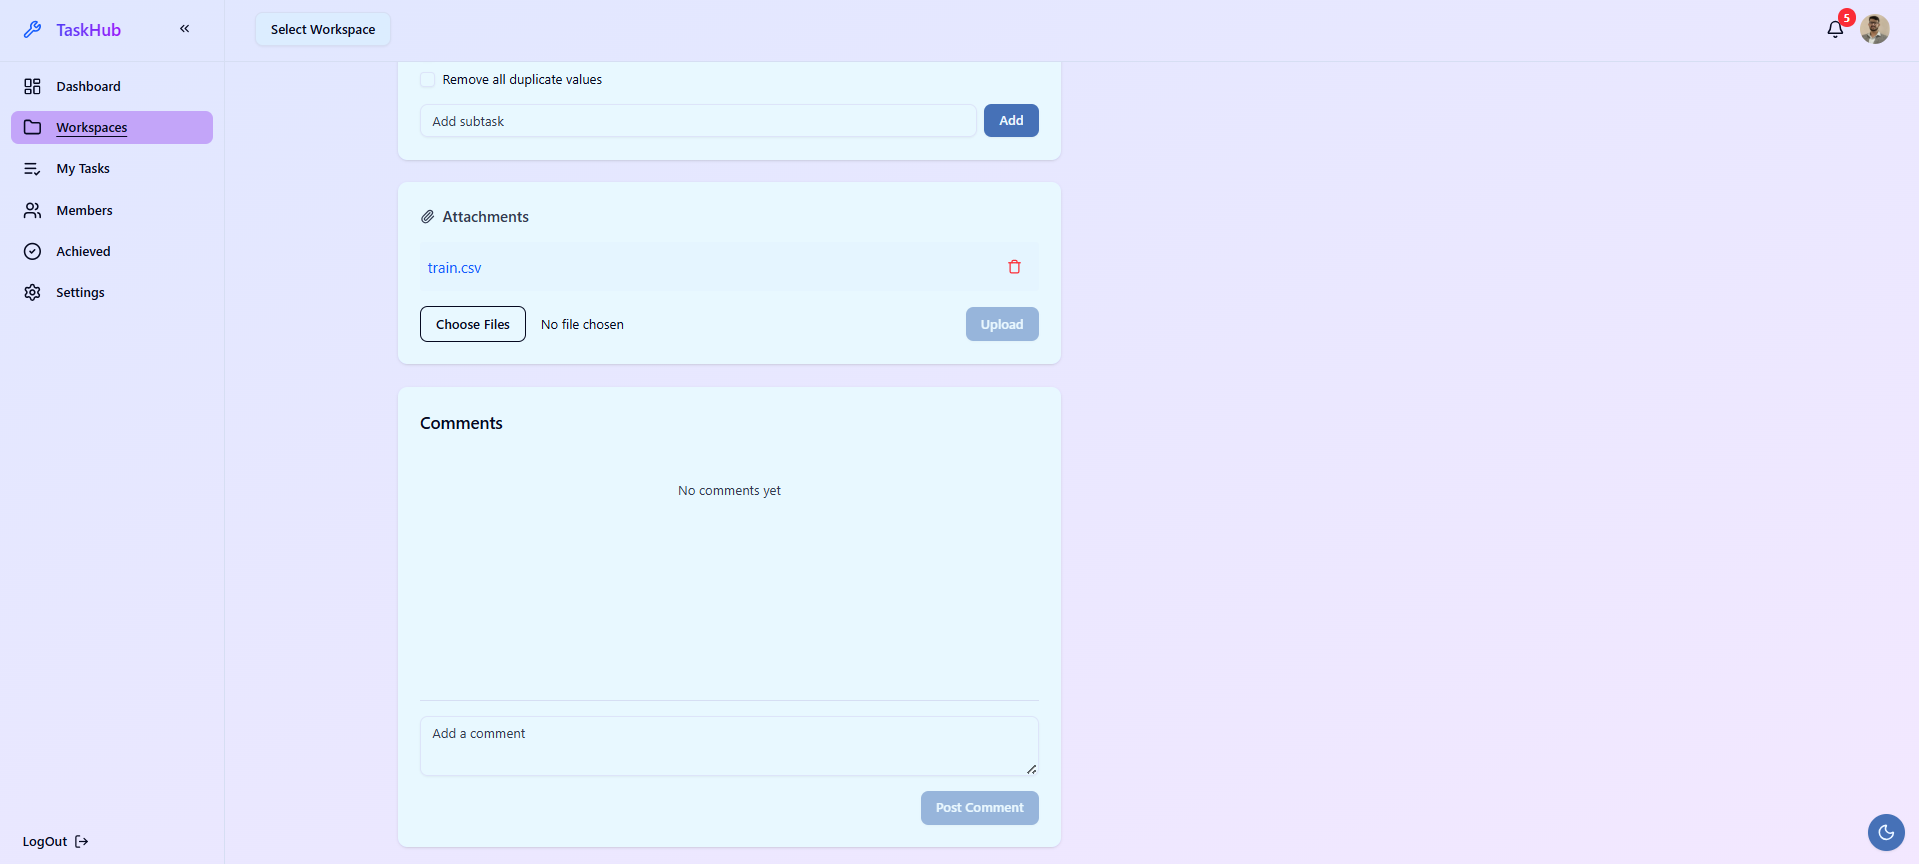 TaskHub
Select Workspace
5
Dashboard
Workspaces
My Tasks
Members
Achieved
Settings
LogOut
Remove all duplicate values
Add subtask
Add
Attachments
train.csv
Choose Files
No file chosen
Upload
Comments
No comments yet
Add a comment
Post Comment